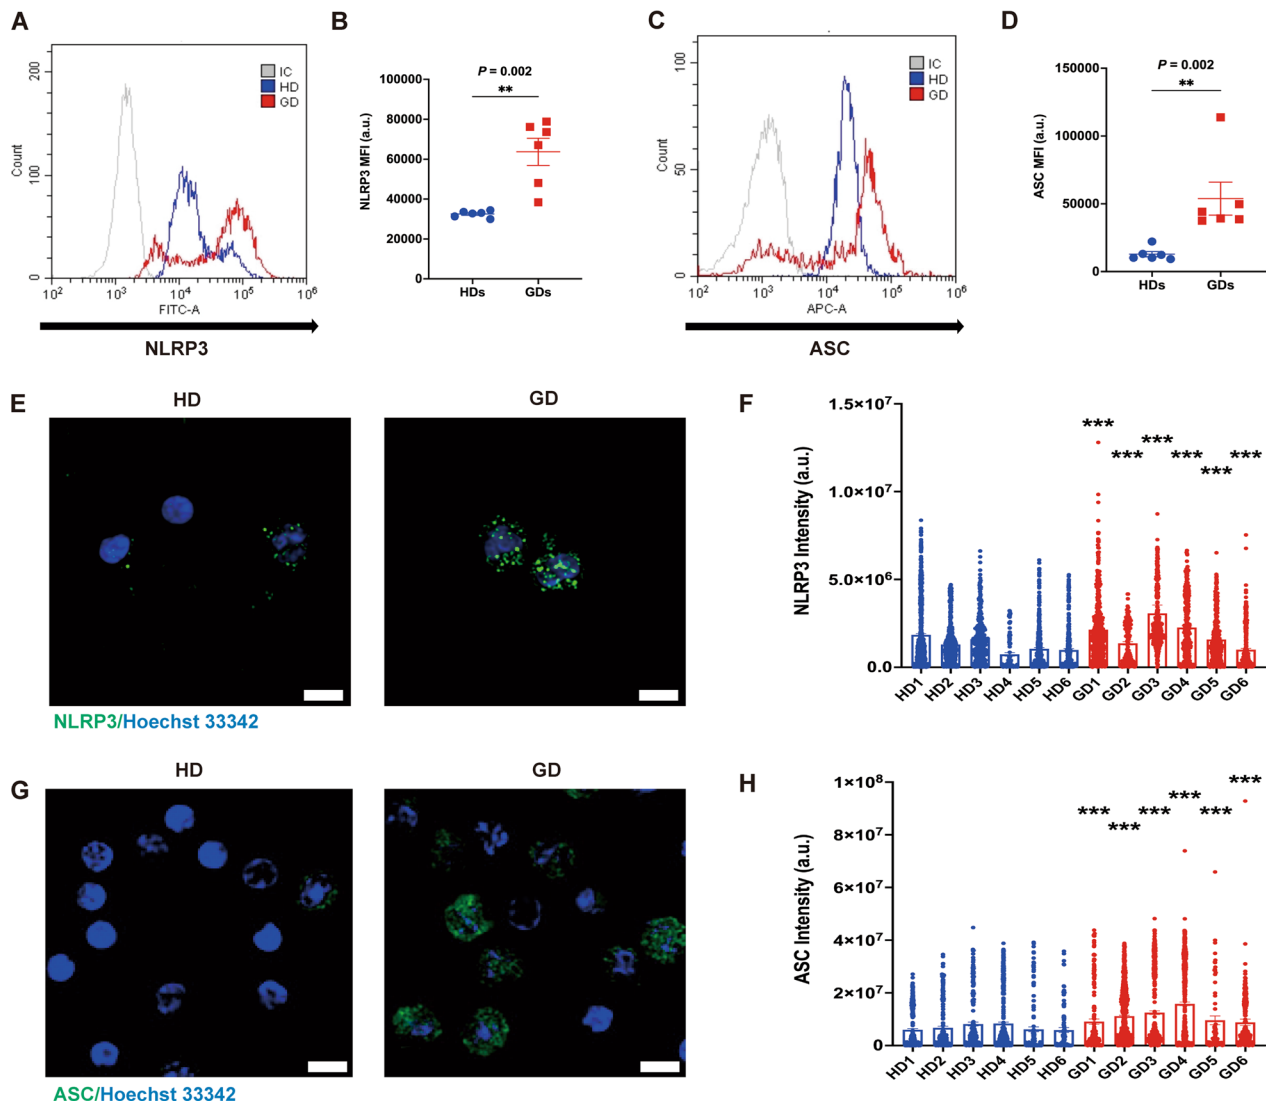 A
200
100
0
Count
IC
HD
GD
10² 10³ 10⁴ 10⁵ 10⁶
FITC-A
NLRP3
B
P = 0.002
**
100000
80000
60000
40000
20000
0
NLRP3 MFI (a.u.)
HDs GDs
C
100
50
0
Count
IC
HD
GD
10² 10³ 10⁴ 10⁵ 10⁶
APC-A
ASC
D
P = 0.002
**
150000
100000
50000
0
ASC MFI (a.u.)
HDs GDs
E
HD GD
NLRP3/Hoechst 33342
F
1.5×10⁷
1.0×10⁷
5.0×10⁶
0.0
NLRP3 Intensity (a.u.)
*** *** *** *** *** ***
HD1 HD2 HD3 HD4 HD5 HD6 GD1 GD2 GD3 GD4 GD5 GD6
G
HD GD
ASC/Hoechst 33342
H
1×10⁸
8×10⁷
6×10⁷
4×10⁷
2×10⁷
0
ASC Intensity (a.u.)
*** *** *** *** *** ***
HD1 HD2 HD3 HD4 HD5 HD6 GD1 GD2 GD3 GD4 GD5 GD6